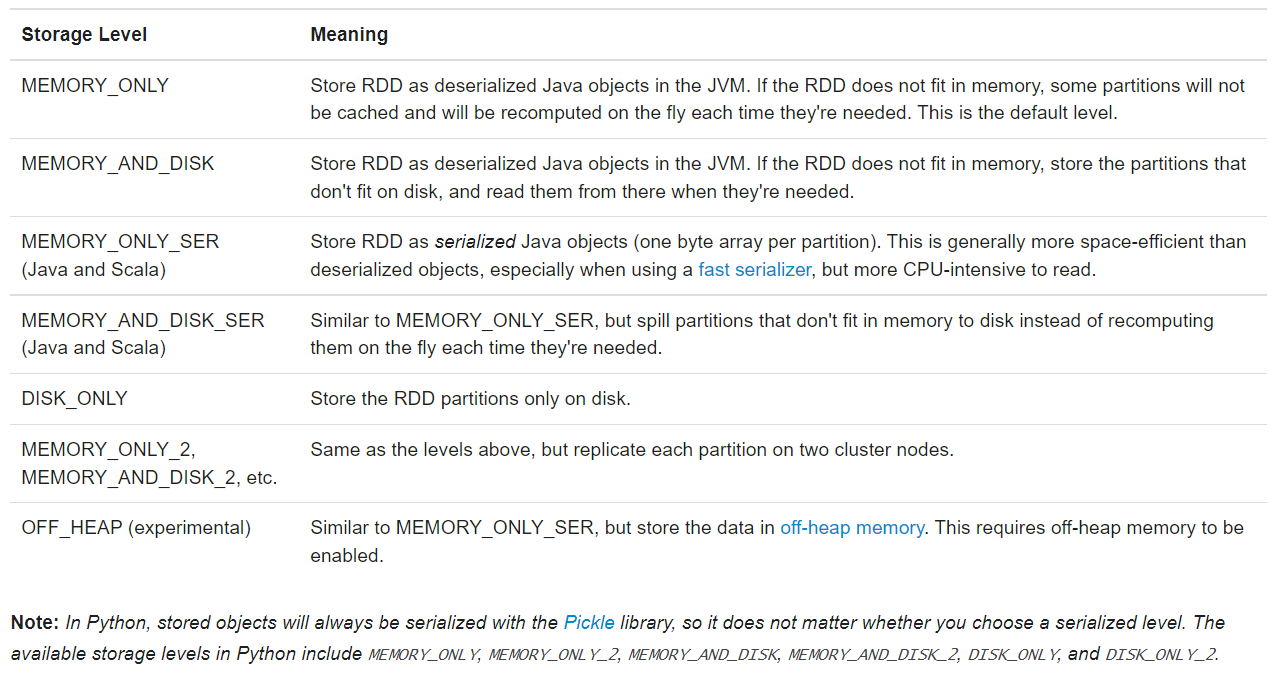 Storage Level Meaning
MEMORY_ONLY Store RDD as deserialized Java objects in the JVM. If the RDD does not fit in memory, some partitions will not
be cached and will be recomputed on the fly each time they're needed. This is the default level.
MEMORY_AND_DISK Store RDD as deserialized Java objects in the JVM. If the RDD does not fit in memory, store the partitions that
don't fit on disk, and read them from there when they're needed.
MEMORY_ONLY_SER Store RDD as serialized Java objects (one byte array per partition). This is generally more space-efficient than
(Java and Scala) deserialized objects, especially when using a fast serializer, but more CPU-intensive to read.
MEMORY_AND_DISK_SER Similar to MEMORY_ONLY_SER, but spill partitions that don't fit in memory to disk instead of recomputing
(Java and Scala) them on the fly each time they're needed.
DISK_ONLY Store the RDD partitions only on disk.
MEMORY_ONLY_2, Same as the levels above, but replicate each partition on two cluster nodes.
MEMORY_AND_DISK_2, etc.
OFF_HEAP (experimental) Similar to MEMORY_ONLY_SER, but store the data in off-heap memory. This requires off-heap memory to be
enabled.
Note: In Python, stored objects will always be serialized with the Pickle library, so it does not matter whether you choose a serialized level. The
available storage levels in Python include MEMORY_ONLY, MEMORY_ONLY_2, MEMORY_AND_DISK, MEMORY_AND_DISK_2, DISK_ONLY, and DISK_ONLY_2.